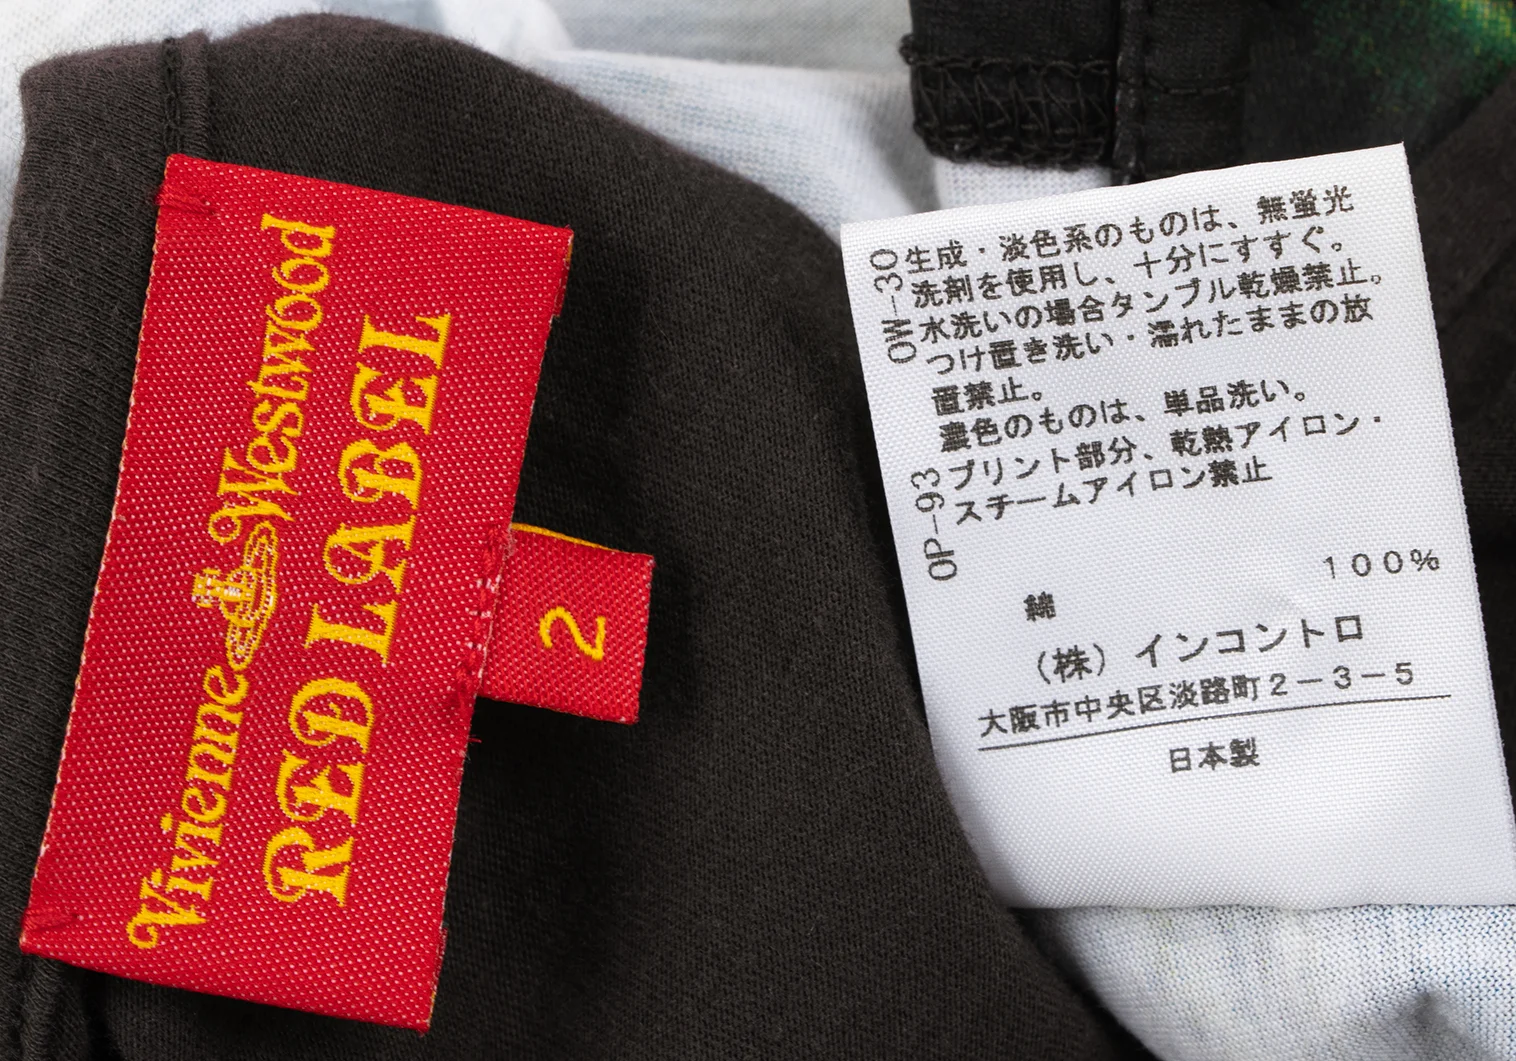 Vivienne Westwood
RED LABEL
2
OW-30
生成・淡色系のものは、無蛍光
洗剤を使用し、十分にすすぐ。
水洗いの場合タンブル乾燥禁止。
つけ置き洗い・濡れたままの放
置禁止。
濃色のものは、単品洗い。
OP-93
プリント部分、乾熱アイロン・
スチームアイロン禁止
100%
綿
(株)インコントロ
大阪市中央区淡路町2-3-5
日本製